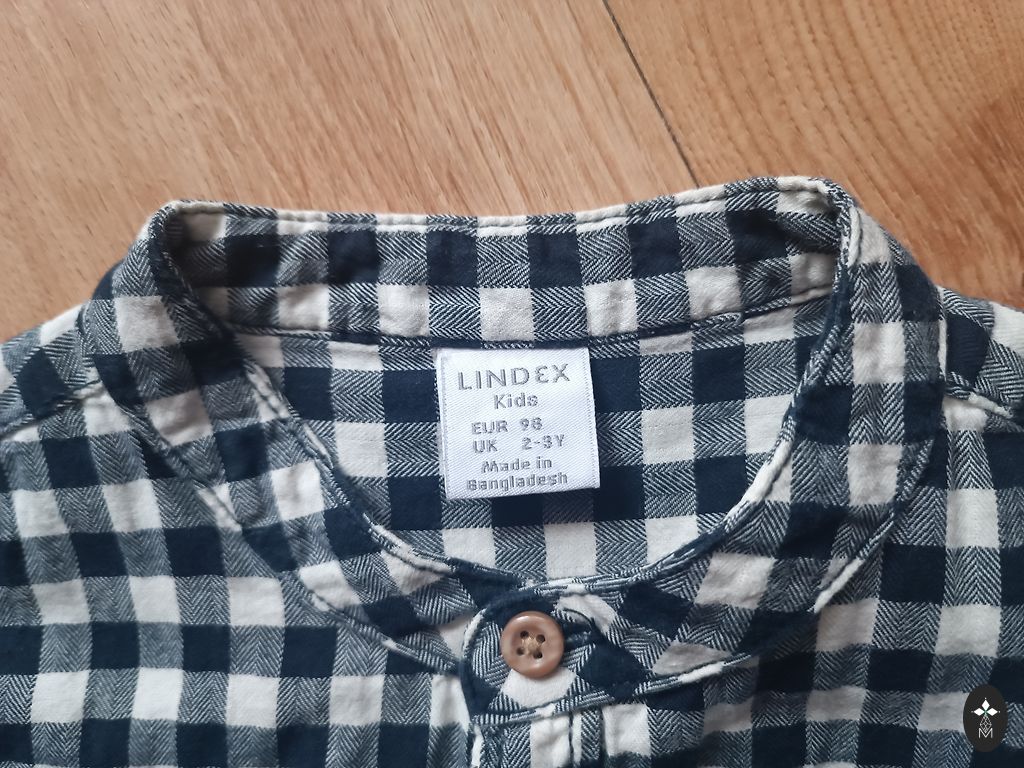 LINDEX
Kids
EUR 98
UK 2-3Y
Made in
Bangladesh